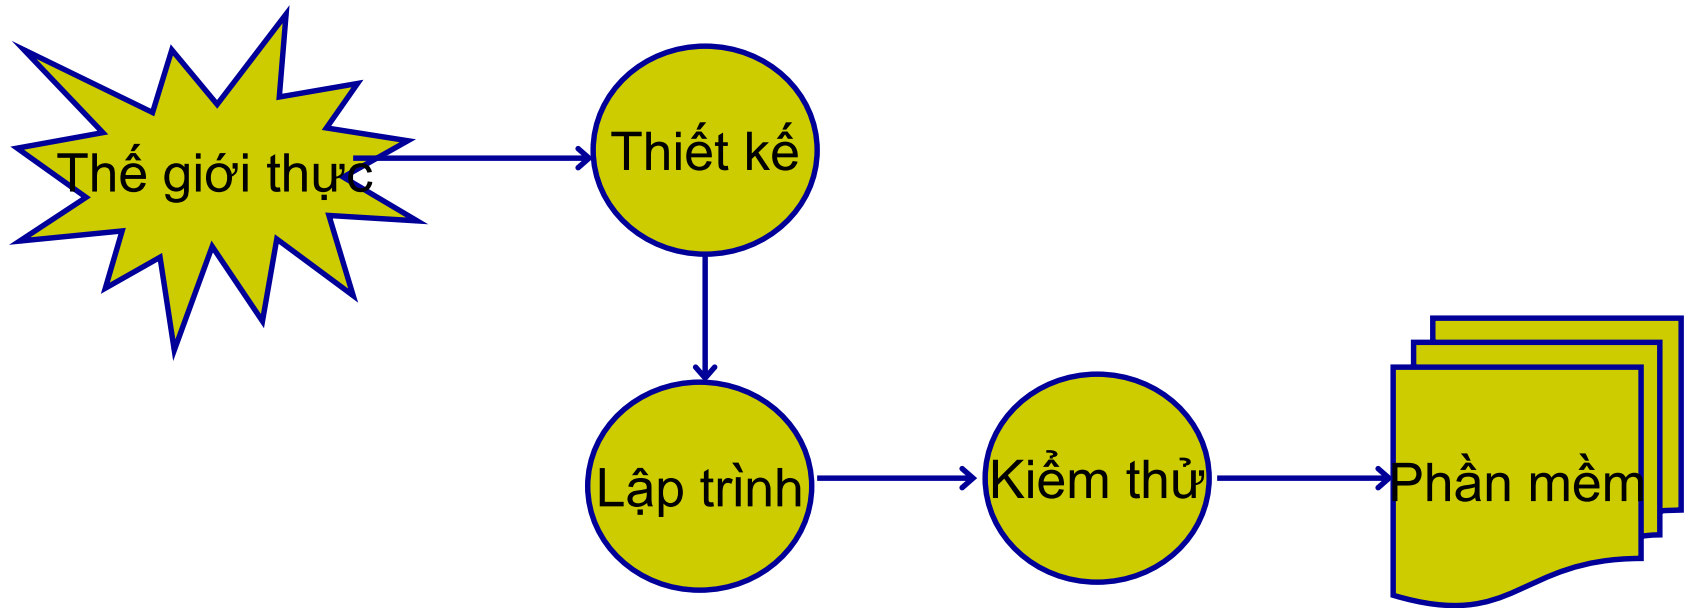 Thế giới thực
Thiết kế
Lập trình
Kiểm thử
Phần mềm